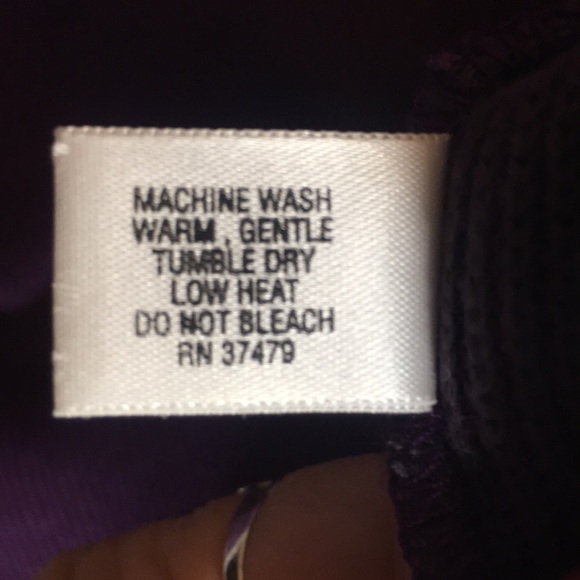 MACHINE WASH
WARM , GENTLE
TUMBLE DRY
LOW HEAT
DO NOT BLEACH
RN 37479